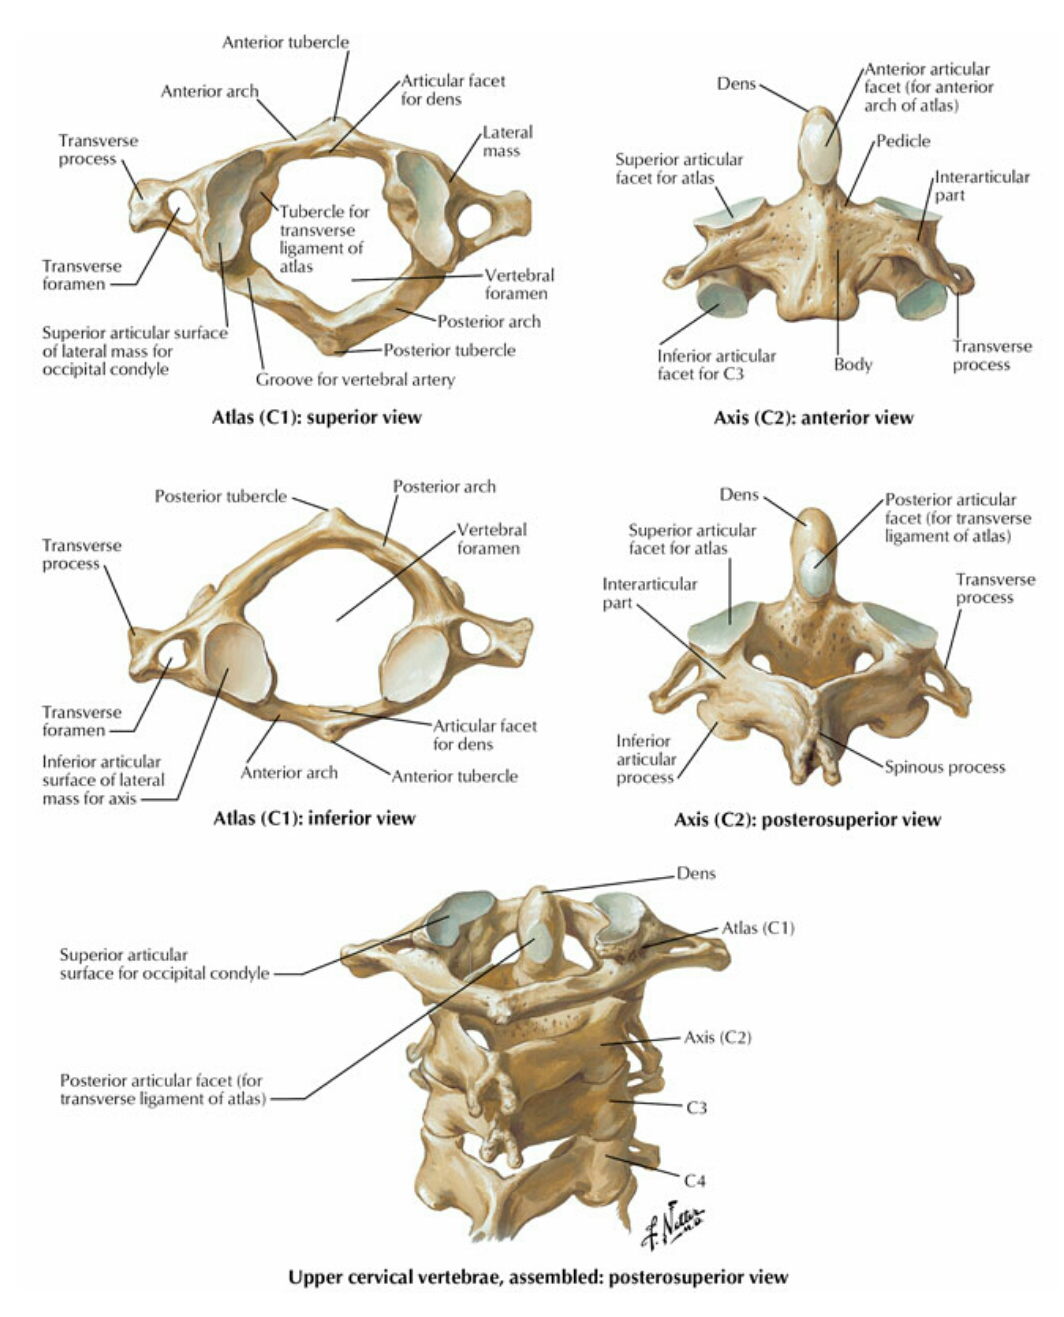 Anterior tubercle
Anterior arch
Articular facet
for dens
Transverse
process
Lateral
mass
Tubercle for
transverse
ligament of
atlas
Transverse
foramen
Vertebral
foramen
Superior articular surface
of lateral mass for
occipital condyle
Posterior arch
Posterior tubercle
Groove for vertebral artery
Atlas (C1): superior view
Dens
Anterior articular
facet (for anterior
arch of atlas)
Pedicle
Superior articular
facet for atlas
Interarticular
part
Inferior articular
facet for C3
Body
Transverse
process
Axis (C2): anterior view
Posterior tubercle
Posterior arch
Vertebral
foramen
Transverse
process
Transverse
foramen
Articular facet
for dens
Inferior articular
surface of lateral
mass for axis
Anterior arch
Anterior tubercle
Atlas (C1): inferior view
Dens
Posterior articular
facet (for transverse
ligament of atlas)
Superior articular
facet for atlas
Interarticular
part
Transverse
process
Inferior
articular
process
Spinous process
Axis (C2): posterosuperior view
Dens
Atlas (C1)
Superior articular
surface for occipital condyle
Axis (C2)
Posterior articular facet (for
transverse ligament of atlas)
C3
C4
F. Netter
M.D.
Upper cervical vertebrae, assembled: posterosuperior view